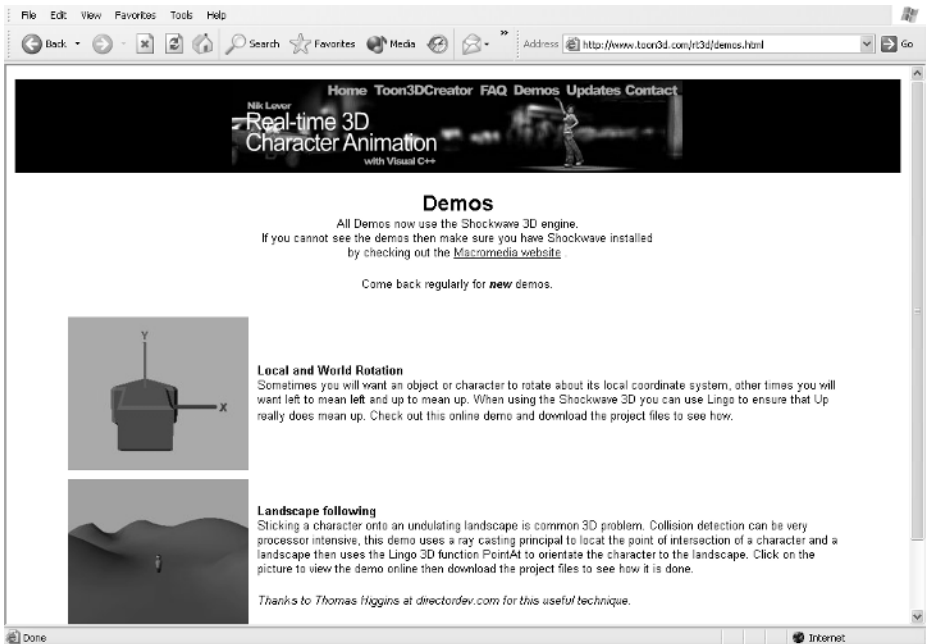 File Edit View Favorites Tools Help
Back Search Favorites Media Address http://www.toon3d.com/rt3d/demos.html Go
Home Toon3DCreator FAQ Demos Updates Contact
Nik Lever
Real-time 3D
Character Animation
with Visual C++
Demos
All Demos now use the Shockwave 3D engine.
If you cannot see the demos then make sure you have Shockwave installed
by checking out the Macromedia website .
Come back regularly for new demos.
Y
X
Local and World Rotation
Sometimes you will want an object or character to rotate about its local coordinate system, other times you will
want left to mean left and up to mean up. When using the Shockwave 3D you can use Lingo to ensure that Up
really does mean up. Check out this online demo and download the project files to see how.
Landscape following
Sticking a character onto an undulating landscape is common 3D problem. Collision detection can be very
processor intensive, this demo uses a ray casting principal to locat the point of intersection of a character and a
landscape then uses the Lingo 3D function PointAt to orientate the character to the landscape. Click on the
picture to view the demo online then download the project files to see how it is done.
Thanks to Thomas Higgins at directordev.com for this useful technique.
Done Internet